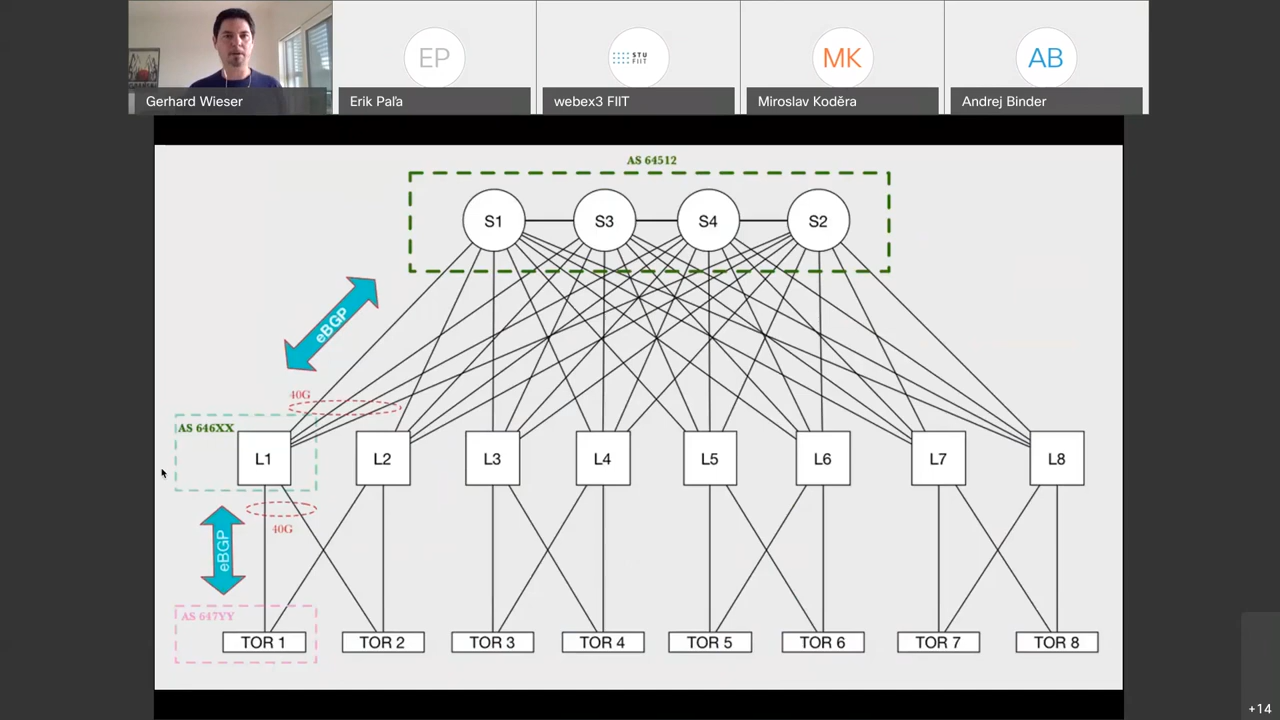 EP
STU
FIIT
MK
AB
Gerhard Wieser
Erik Paľa
webex3 FIIT
Miroslav Koděra
Andrej Binder
AS 64512
S1
S3
S4
S2
eBGP
40G
AS 646XX
L1
L2
L3
L4
L5
L6
L7
L8
40G
eBGP
AS 647YY
TOR 1
TOR 2
TOR 3
TOR 4
TOR 5
TOR 6
TOR 7
TOR 8
+14